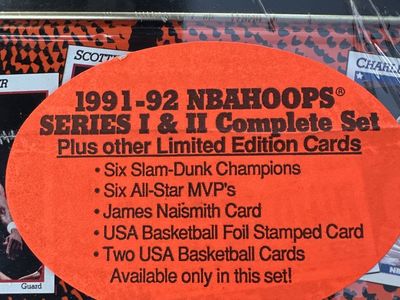 SCOTT
CHARL
1991-92 NBAHOOPS®
SERIES I & II Complete Set
Plus other Limited Edition Cards
• Six Slam-Dunk Champions
• Six All-Star MVP's
• James Naismith Card
• USA Basketball Foil Stamped Card
• Two USA Basketball Cards
Available only in this set!
Guard